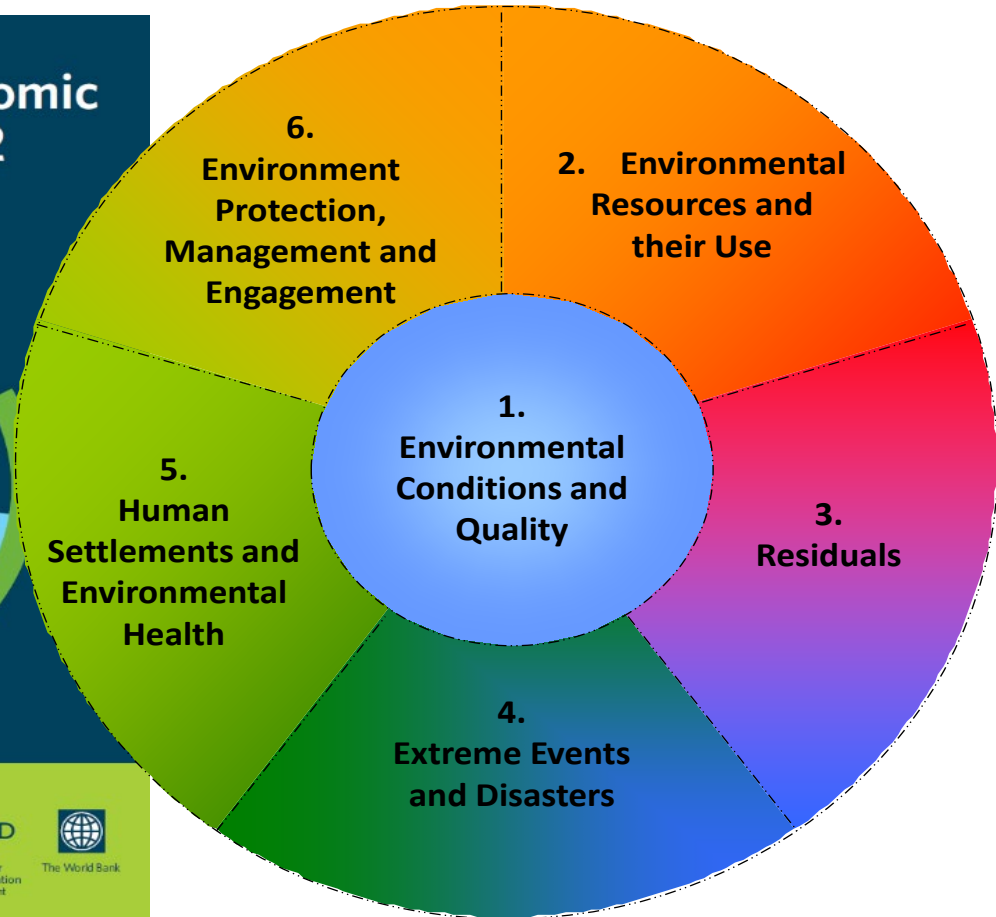 omic
2
6.
Environment
Protection,
Management and
Engagement
2. Environmental
Resources and
their Use
1.
Environmental
Conditions and
Quality
3.
Residuals
5.
Human
Settlements and
Environmental
Health
4.
Extreme Events
and Disasters
D
The World Bank